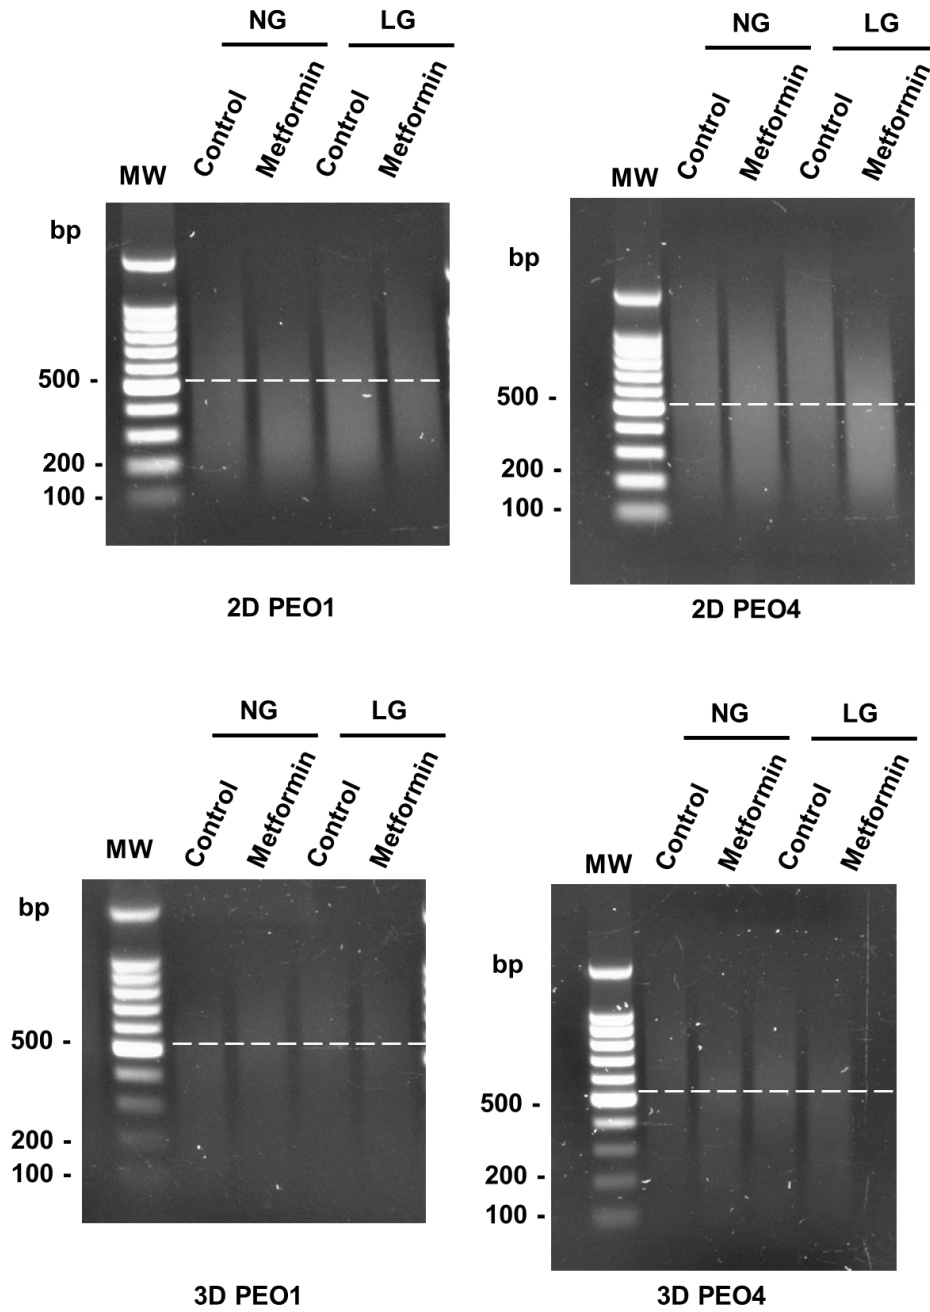 NG LG
Control Metformin Control Metformin
MW
bp
500 -
200 -
100 -
2D PEO1
NG LG
Control Metformin Control Metformin
MW
bp
500 -
200 -
100 -
2D PEO4
NG LG
Control Metformin Control Metformin
MW
bp
500 -
200 -
100 -
3D PEO1
NG LG
Control Metformin Control Metformin
MW
bp
500 -
200 -
100 -
3D PEO4